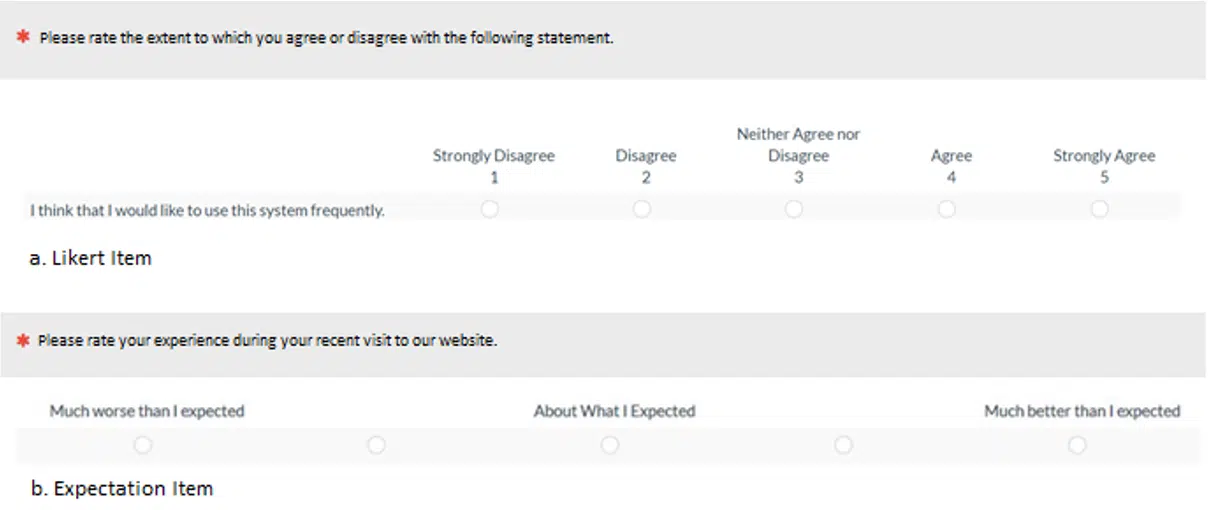 * Please rate the extent to which you agree or disagree with the following statement.
Neither Agree nor
Strongly Disagree Disagree Disagree Agree Strongly Agree
1 2 3 4 5
I think that I would like to use this system frequently.
a. Likert Item
* Please rate your experience during your recent visit to our website.
Much worse than I expected About What I Expected Much better than I expected
b. Expectation Item